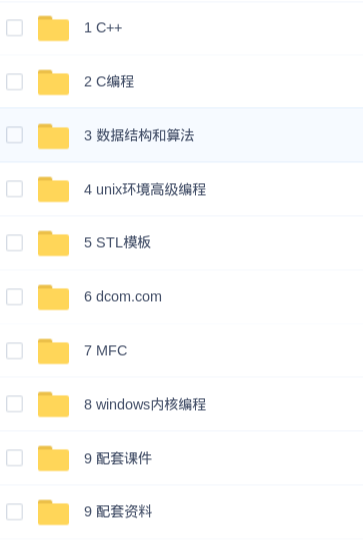 1 C++
2 C编程
3 数据结构和算法
4 unix环境高级编程
5 STL模板
6 dcom.com
7 MFC
8 windows内核编程
9 配套课件
9 配套资料